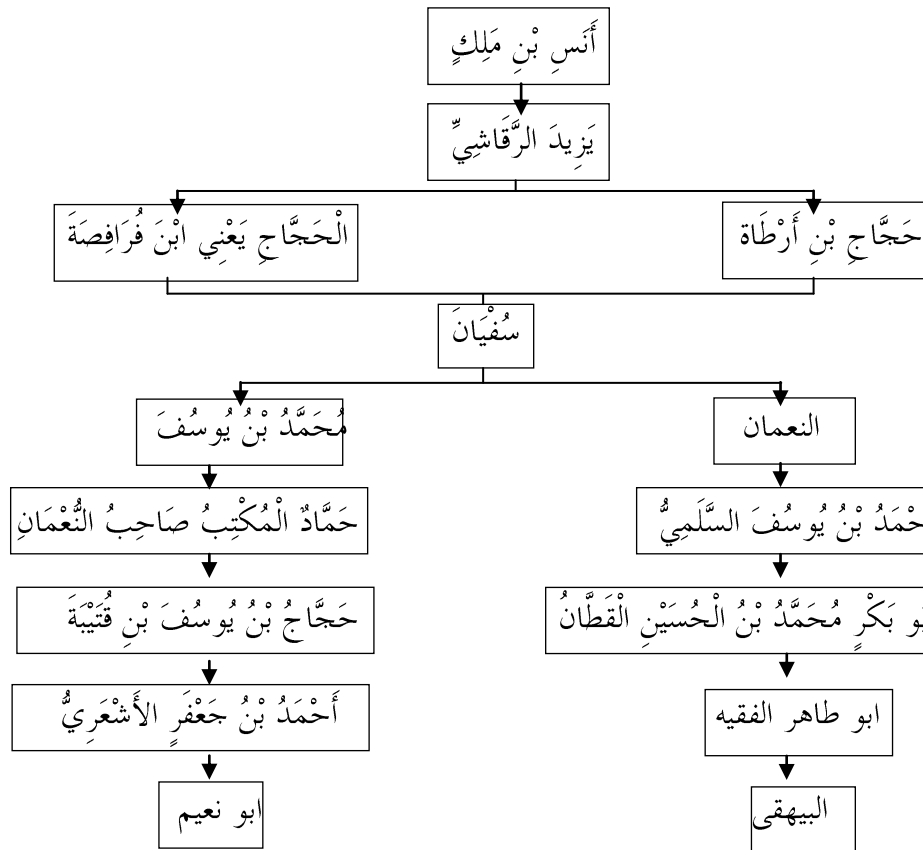 أَنَسِ بْنِ مَلِكٍ
يَزِيدَ الرَّقَاشِيِّ
حَجَّاجِ بْنِ أَرْطَاة
الْحَجَّاجِ يَعْنِي ابْنَ فُرَافِصَةَ
سُفْيَانَ
النعمان
مُحَمَّدُ بْنُ يُوسُفَ
حْمَدُ بْنُ يُوسُفَ السَّلَمِيُّ
حَمَّادٌ الْمُكْتِبُ صَاحِبُ النُّعْمَانِ
بُو بَكْرٍ مُحَمَّدُ بْنُ الْحُسَيْنِ الْقَطَّانُ
حَجَّاجُ بْنُ يُوسُفَ بْنِ قُتَيْبَةَ
ابو طاهر الفقيه
أَحْمَدُ بْنُ جَعْفَرٍ الأَشْعَرِيُّ
البيهقى
ابو نعيم